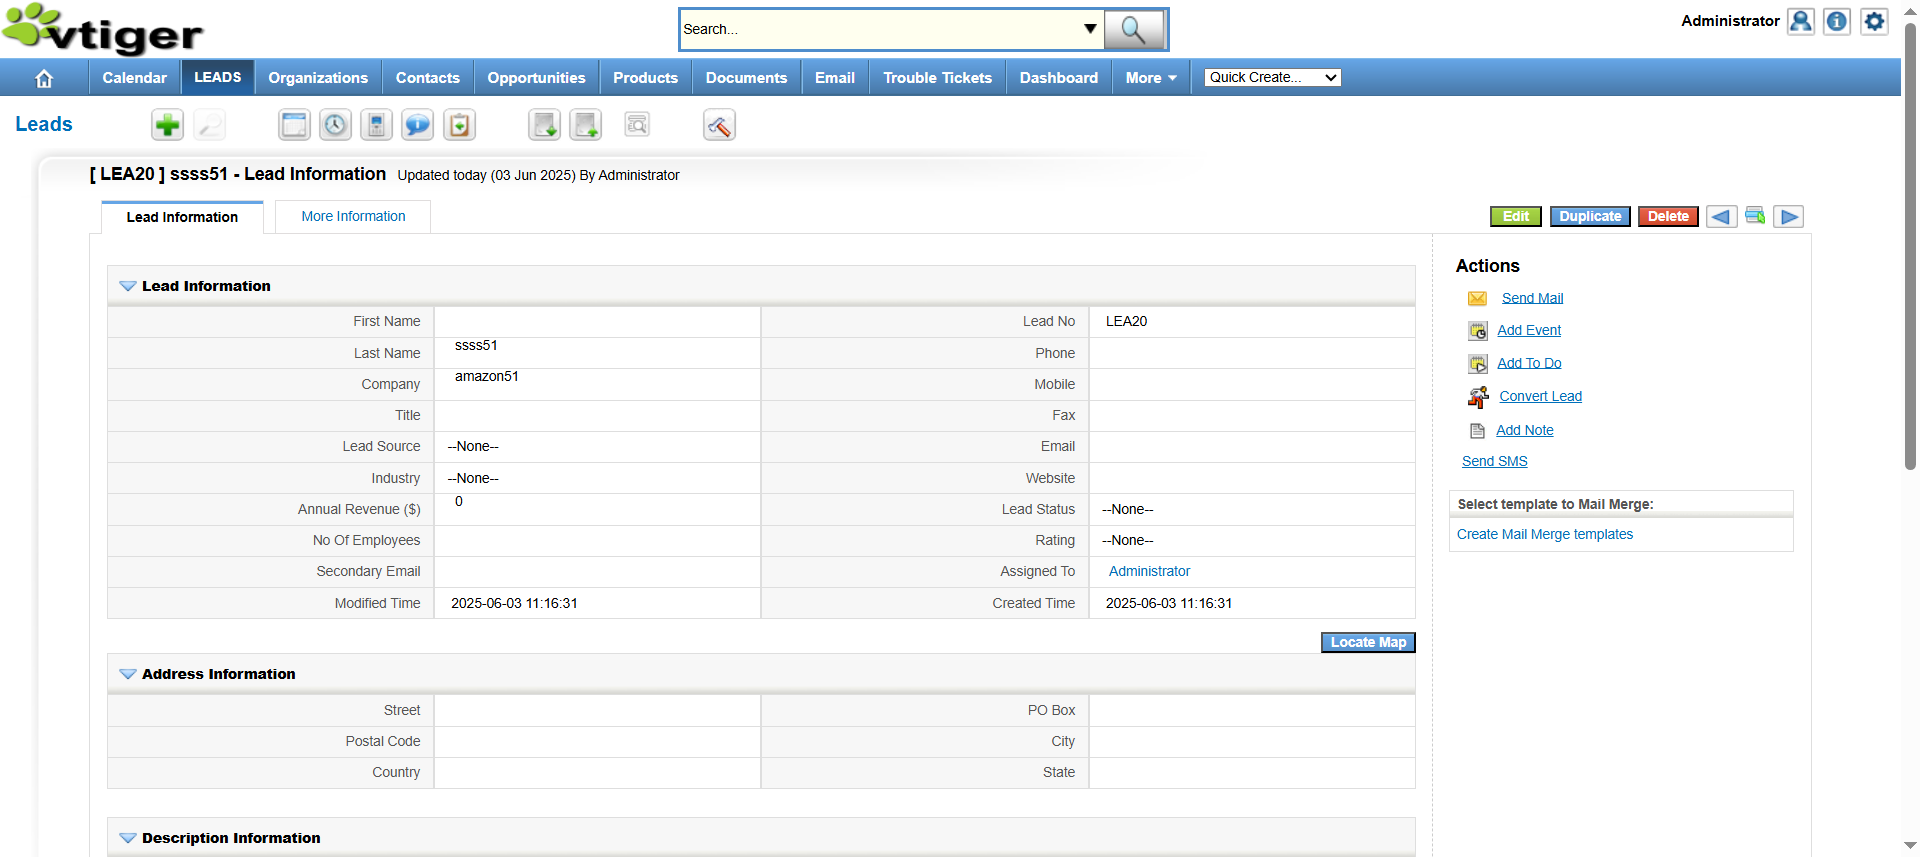 vtiger
Search...
Administrator
Calendar
LEADS
Organizations
Contacts
Opportunities
Products
Documents
Email
Trouble Tickets
Dashboard
More
Quick Create...
Leads
[ LEA20 ] ssss51 - Lead Information Updated today (03 Jun 2025) By Administrator
Lead Information
More Information
Edit
Duplicate
Delete
Lead Information
First Name
Lead No LEA20
Last Name ssss51
Phone
Company amazon51
Mobile
Title
Fax
Lead Source --None--
Email
Industry --None--
Website
Annual Revenue ($) 0
Lead Status --None--
No Of Employees
Rating --None--
Secondary Email
Assigned To Administrator
Modified Time 2025-06-03 11:16:31
Created Time 2025-06-03 11:16:31
Locate Map
Address Information
Street
PO Box
Postal Code
City
Country
State
Description Information
Actions
Send Mail
Add Event
Add To Do
Convert Lead
Add Note
Send SMS
Select template to Mail Merge:
Create Mail Merge templates